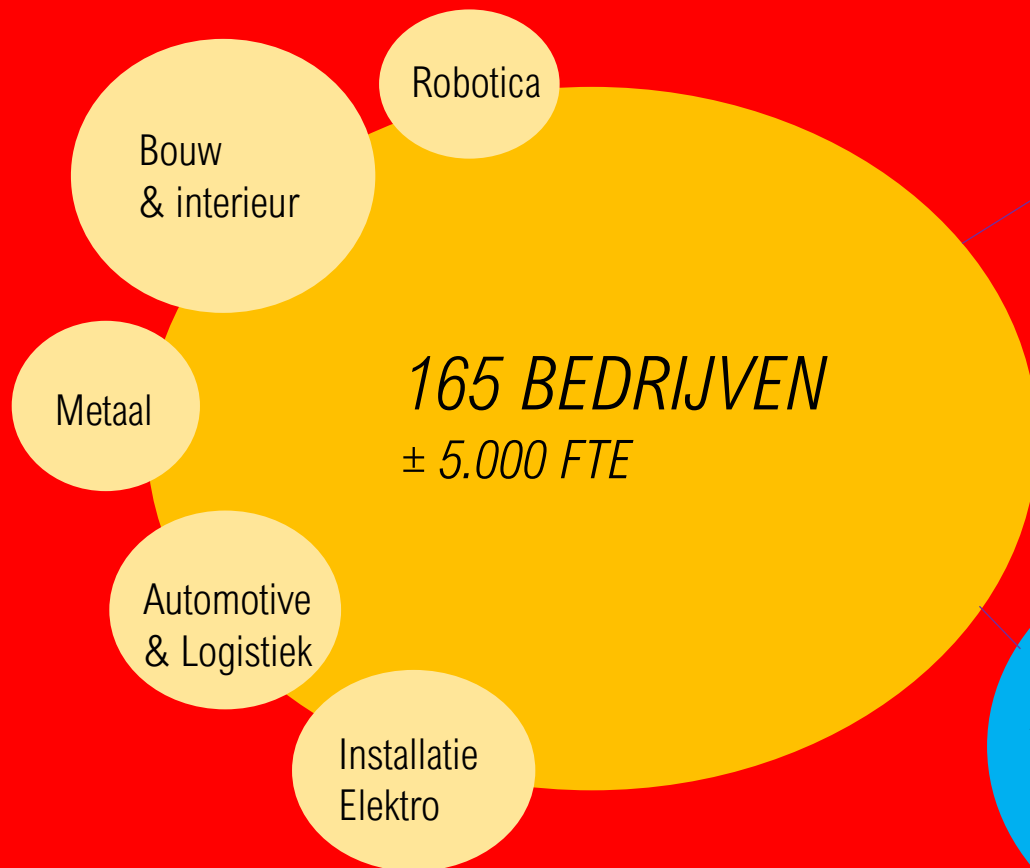 Robotica
Bouw
& interieur
Metaal
165 BEDRIJVEN
± 5.000 FTE
Automotive
& Logistiek
Installatie
Elektro